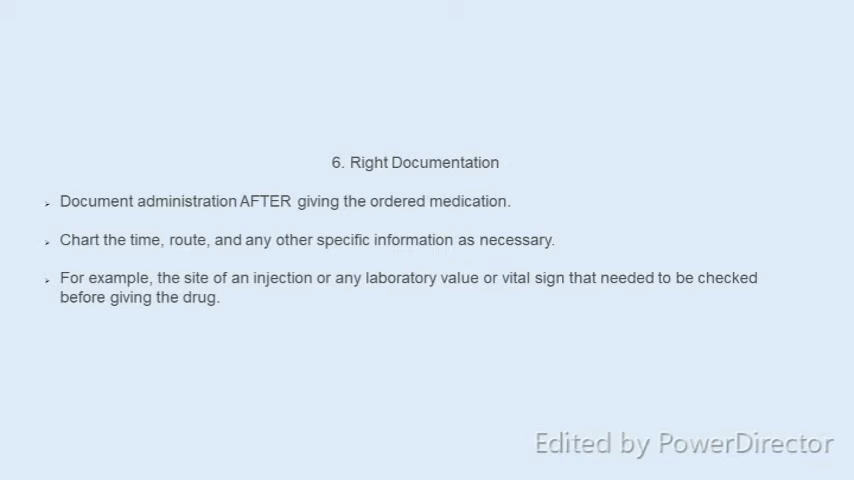 6. Right Documentation
➢ Document administration AFTER giving the ordered medication.
➢ Chart the time, route, and any other specific information as necessary.
➢ For example, the site of an injection or any laboratory value or vital sign that needed to be checked
before giving the drug.
Edited by PowerDirector